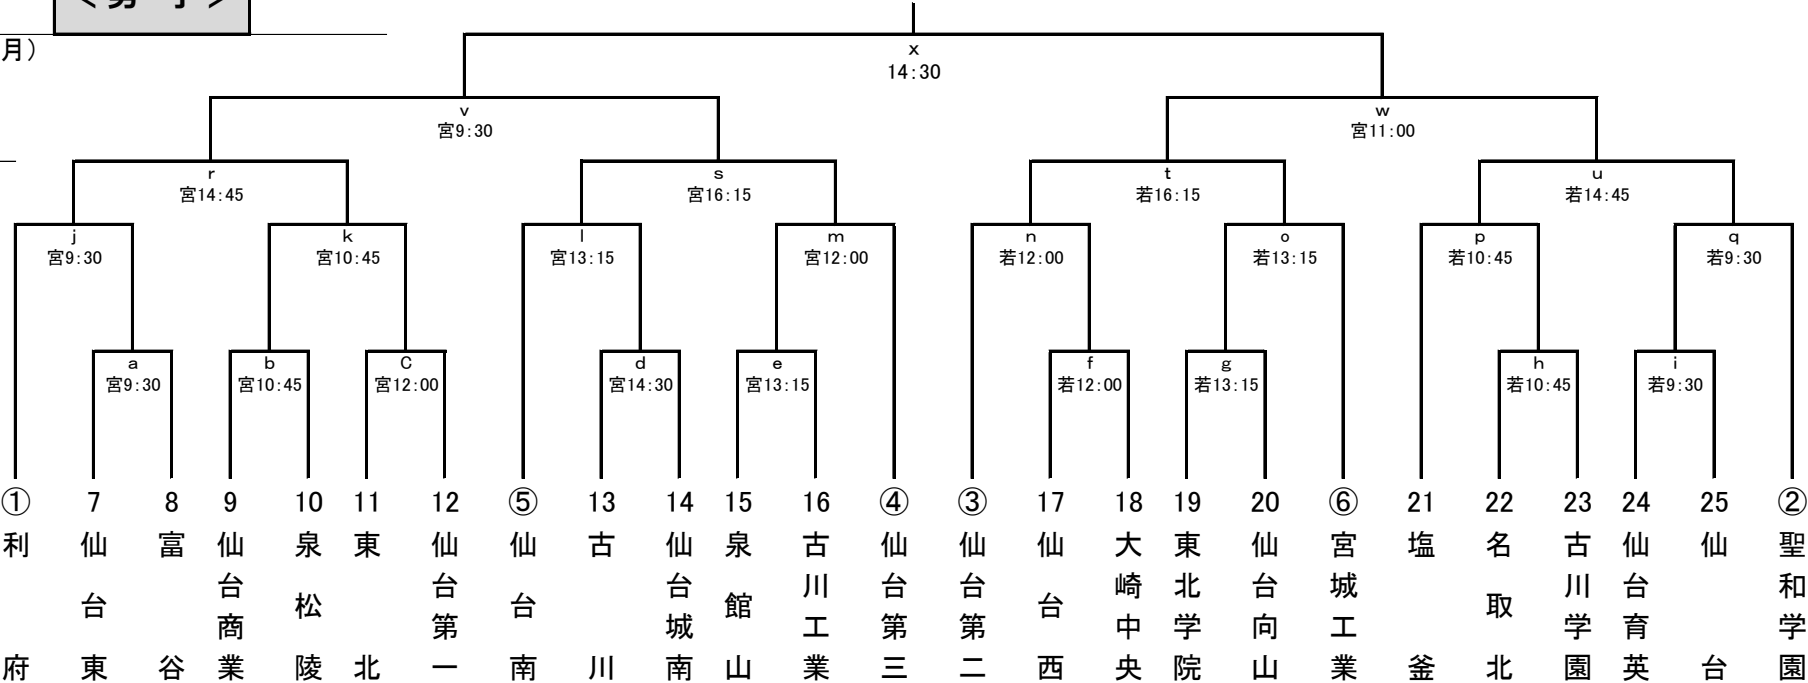 ＜男 子＞
月）
x
14:30
v
宮9:30
w
宮11:00
r
宮14:45
s
宮16:15
t
若16:15
u
若14:45
j
宮9:30
k
宮10:45
l
宮13:15
m
宮12:00
n
若12:00
o
若13:15
p
若10:45
q
若9:30
a
宮9:30
b
宮10:45
C
宮12:00
d
宮14:30
e
宮13:15
f
若12:00
g
若13:15
h
若10:45
i
若9:30
① 利府
7 仙台東
8 富谷
9 仙台商業
10 泉松陵
11 東北
12 仙台第一
⑤ 仙台南
13 古川
14 仙台城南
15 泉館山
16 古川工業
④ 仙台第三
③ 仙台第二
17 仙台西
18 大崎中央
19 東北学院
20 仙台向山
⑥ 宮城工業
21 塩釜
22 名取北
23 古川学園
24 仙台育英
25 仙台
② 聖和学園